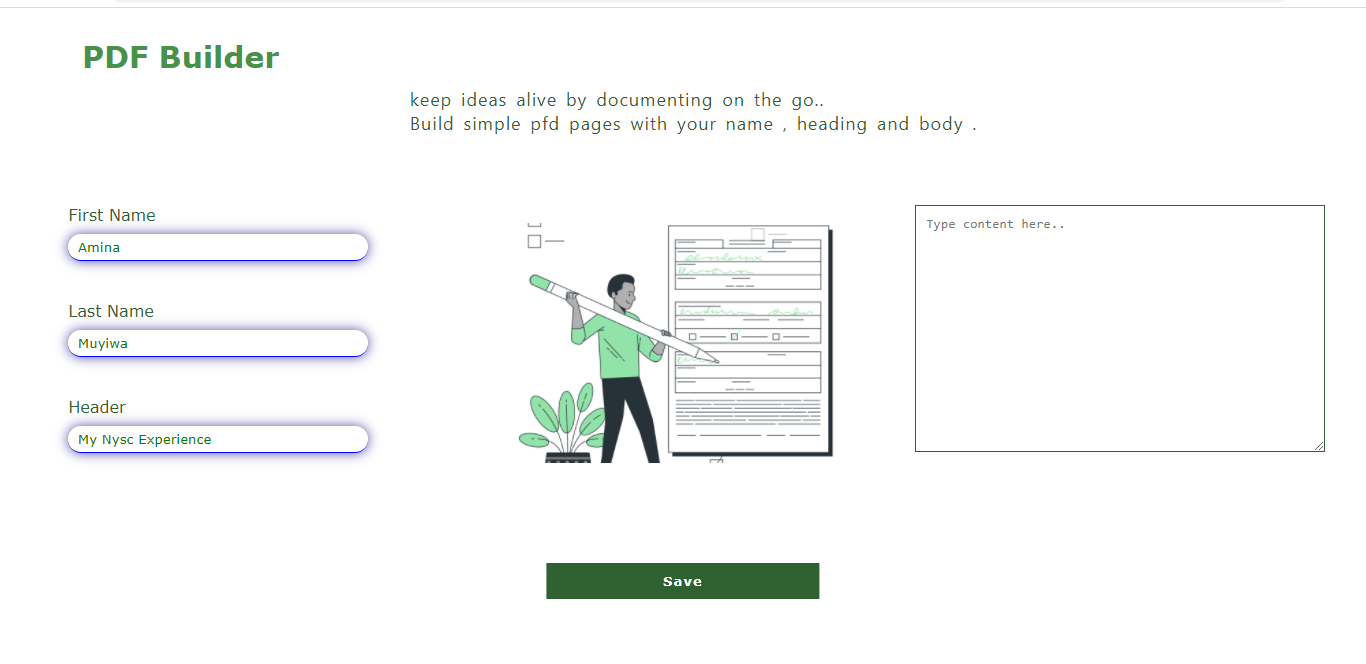 PDF Builder
keep ideas alive by documenting on the go..
Build simple pfd pages with your name , heading and body .
First Name
Amina
Last Name
Muyiwa
Header
My Nysc Experience
Type content here..
Save